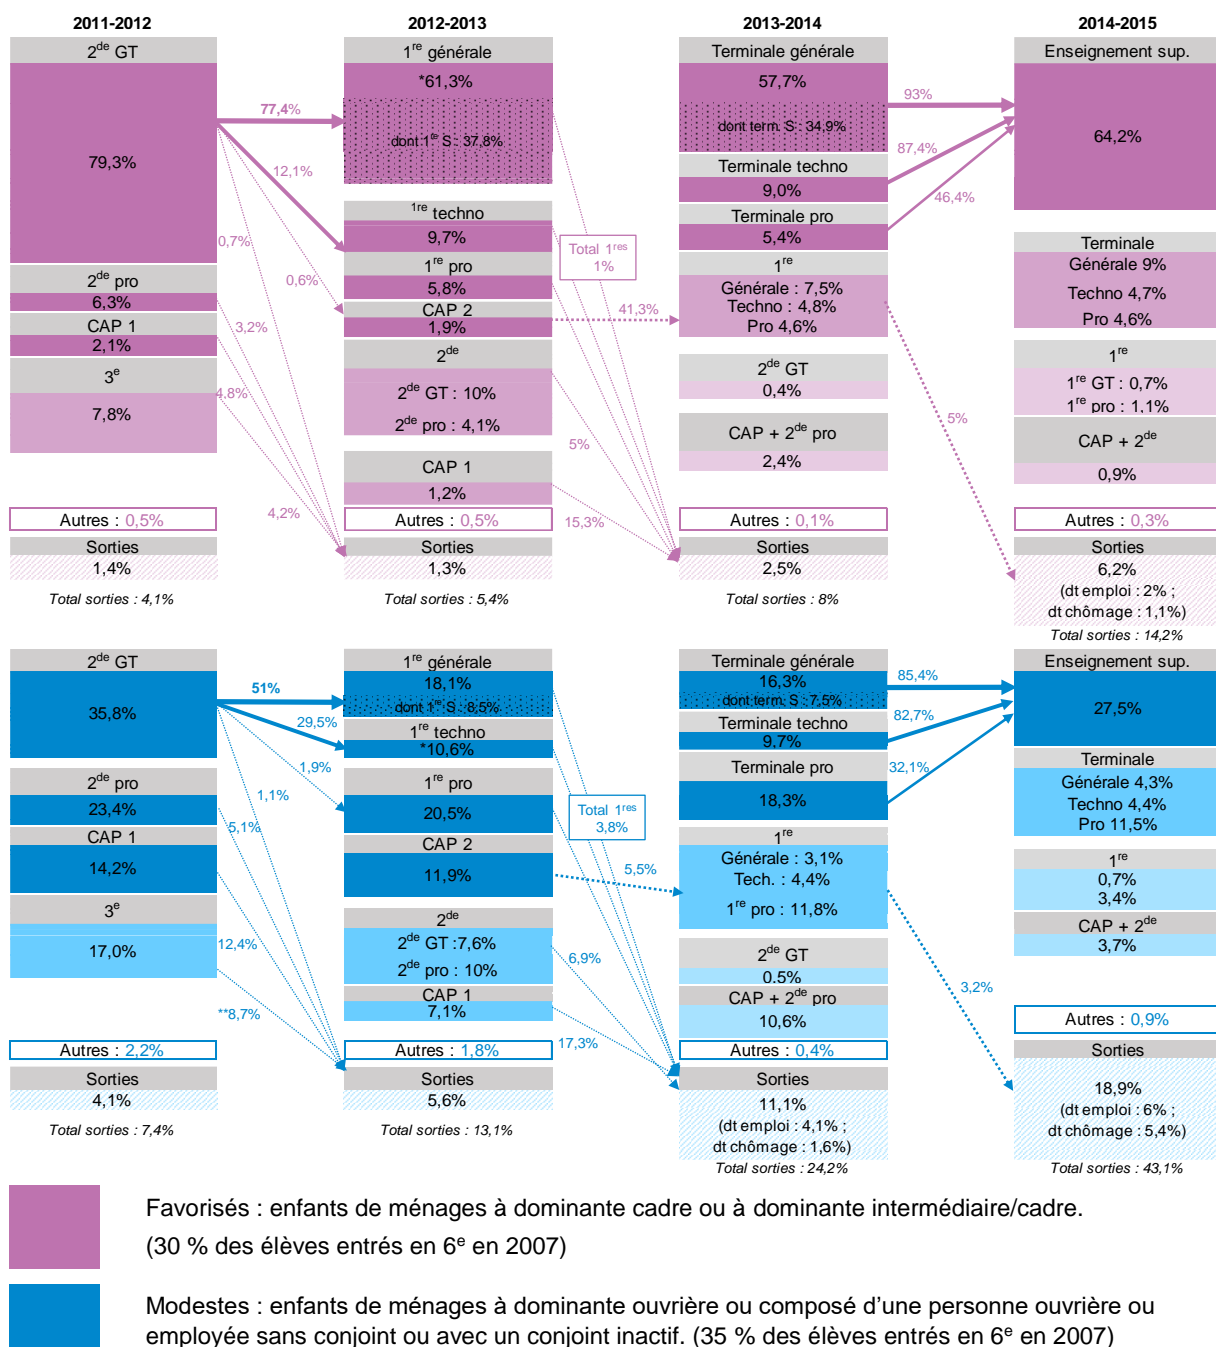 2011-2012
2012-2013
2013-2014
2014-2015
2de GT
79,3%
2de pro
6,3%
CAP 1
2,1%
3e
7,8%
Autres : 0,5%
Sorties
1,4%
Total sorties : 4,1%
77,4%
12,1%
0,7%
0,6%
3,2%
4,8%
4,2%
1re générale
*61,3%
dont 1re S : 37,8%
1re techno
9,7%
1re pro
5,8%
CAP 2
1,9%
2de
2de GT : 10%
2de pro : 4,1%
CAP 1
1,2%
Autres : 0,5%
Sorties
1,3%
Total sorties : 5,4%
Total 1res
1%
41,3%
5%
15,3%
Terminale générale
57,7%
dont term. S : 34,9%
Terminale techno
9,0%
Terminale pro
5,4%
1re
Générale : 7,5%
Techno : 4,8%
Pro 4,6%
2de GT
0,4%
CAP + 2de pro
2,4%
Autres : 0,1%
Sorties
2,5%
Total sorties : 8%
93%
87,4%
46,4%
5%
Enseignement sup.
64,2%
Terminale
Générale 9%
Techno 4,7%
Pro 4,6%
1re
1re GT : 0,7%
1re pro : 1,1%
CAP + 2de
0,9%
Autres : 0,3%
Sorties
6,2%
(dt emploi : 2% ;
dt chômage : 1,1%)
Total sorties : 14,2%
2de GT
35,8%
2de pro
23,4%
CAP 1
14,2%
3e
17,0%
Autres : 2,2%
Sorties
4,1%
Total sorties : 7,4%
51%
29,5%
1,9%
1,1%
5,1%
12,4%
**8,7%
1re générale
18,1%
dont 1re S : 8,5%
1re techno
*10,6%
1re pro
20,5%
CAP 2
11,9%
2de
2de GT :7,6%
2de pro : 10%
CAP 1
7,1%
Autres : 1,8%
Sorties
5,6%
Total sorties : 13,1%
Total 1res
3,8%
5,5%
6,9%
17,3%
Terminale générale
16,3%
dont term. S : 7,5%
Terminale techno
9,7%
Terminale pro
18,3%
1re
Générale : 3,1%
Tech. : 4,4%
1re pro : 11,8%
2de GT
0,5%
CAP + 2de pro
10,6%
Autres : 0,4%
Sorties
11,1%
(dt emploi : 4,1% ;
dt chômage : 1,6%)
Total sorties : 24,2%
85,4%
82,7%
32,1%
3,2%
Enseignement sup.
27,5%
Terminale
Générale 4,3%
Techno 4,4%
Pro 11,5%
1re
0,7%
3,4%
CAP + 2de
3,7%
Autres : 0,9%
Sorties
18,9%
(dt emploi : 6% ;
dt chômage : 5,4%)
Total sorties : 43,1%
Favorisés : enfants de ménages à dominante cadre ou à dominante intermédiaire/cadre.
(30 % des élèves entrés en 6e en 2007)
Modestes : enfants de ménages à dominante ouvrière ou composé d’une personne ouvrière ou
employée sans conjoint ou avec un conjoint inactif. (35 % des élèves entrés en 6e en 2007)